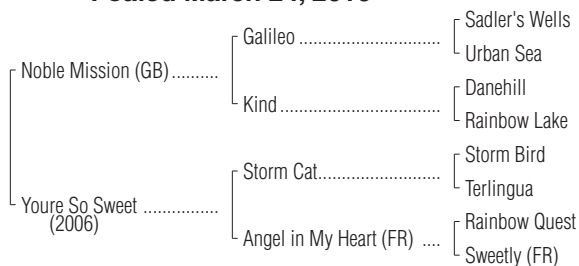 Sadler's Wells
Galileo ..................................
Urban Sea
Noble Mission (GB) ..........
Danehill
Kind .......................................
Rainbow Lake
Storm Bird
Storm Cat.............................
Terlingua
Youre So Sweet ................
(2006)
Rainbow Quest
Angel in My Heart (FR) ....
Sweetly (FR)